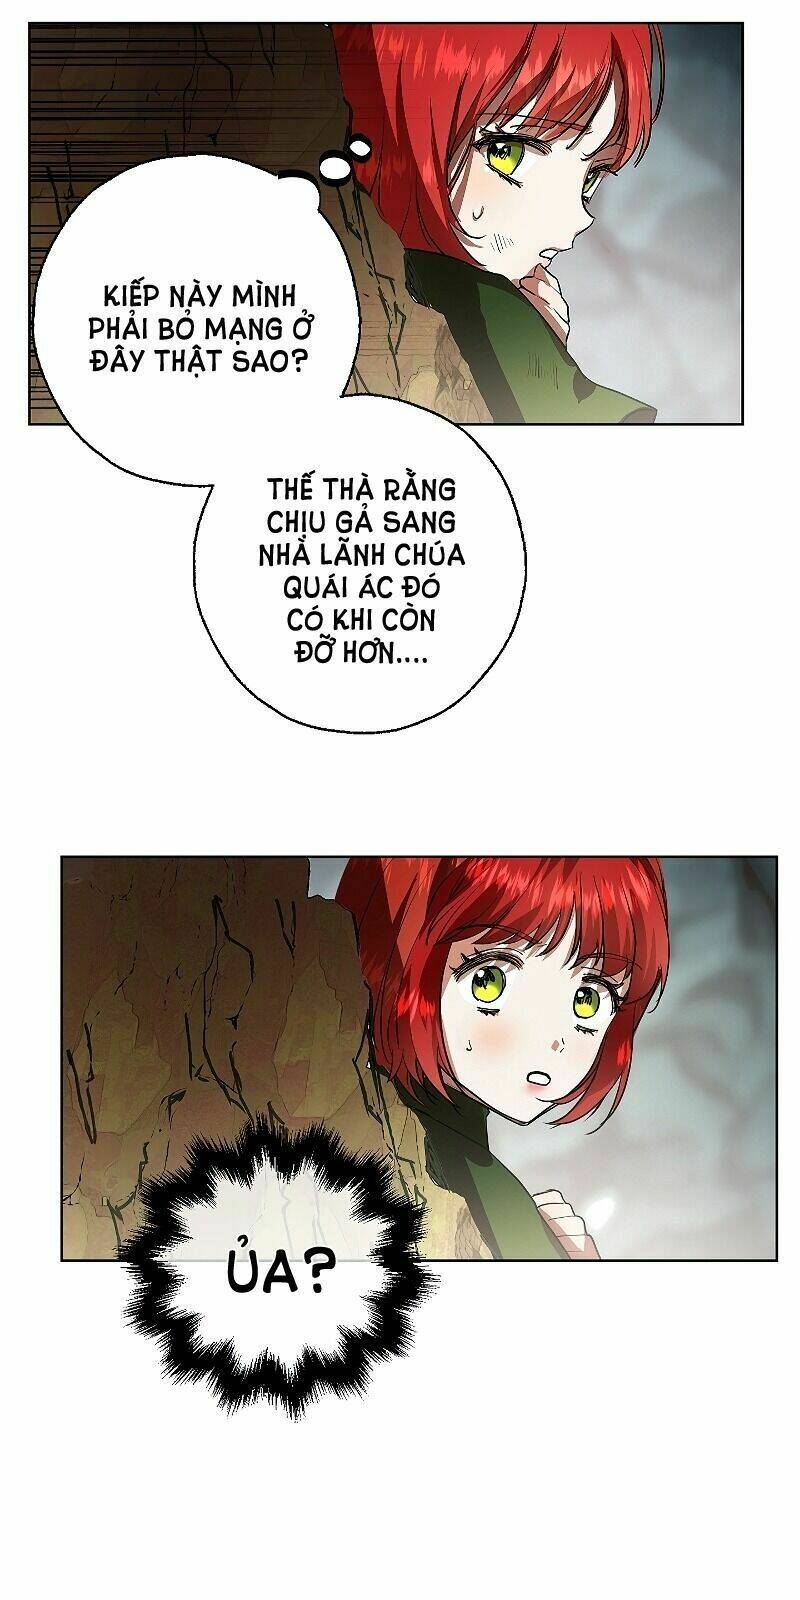 KIẾP NÀY MÌNH
PHẢI BỎ MẠNG Ở
ĐÂY THẬT SAO?
THẾ THÀ RẰNG
CHỊU GẢ SANG
NHÀ LÃNH CHÚA
QUÁI ÁC ĐÓ
CÓ KHI CÒN
ĐỠ HƠN....
ỦA?